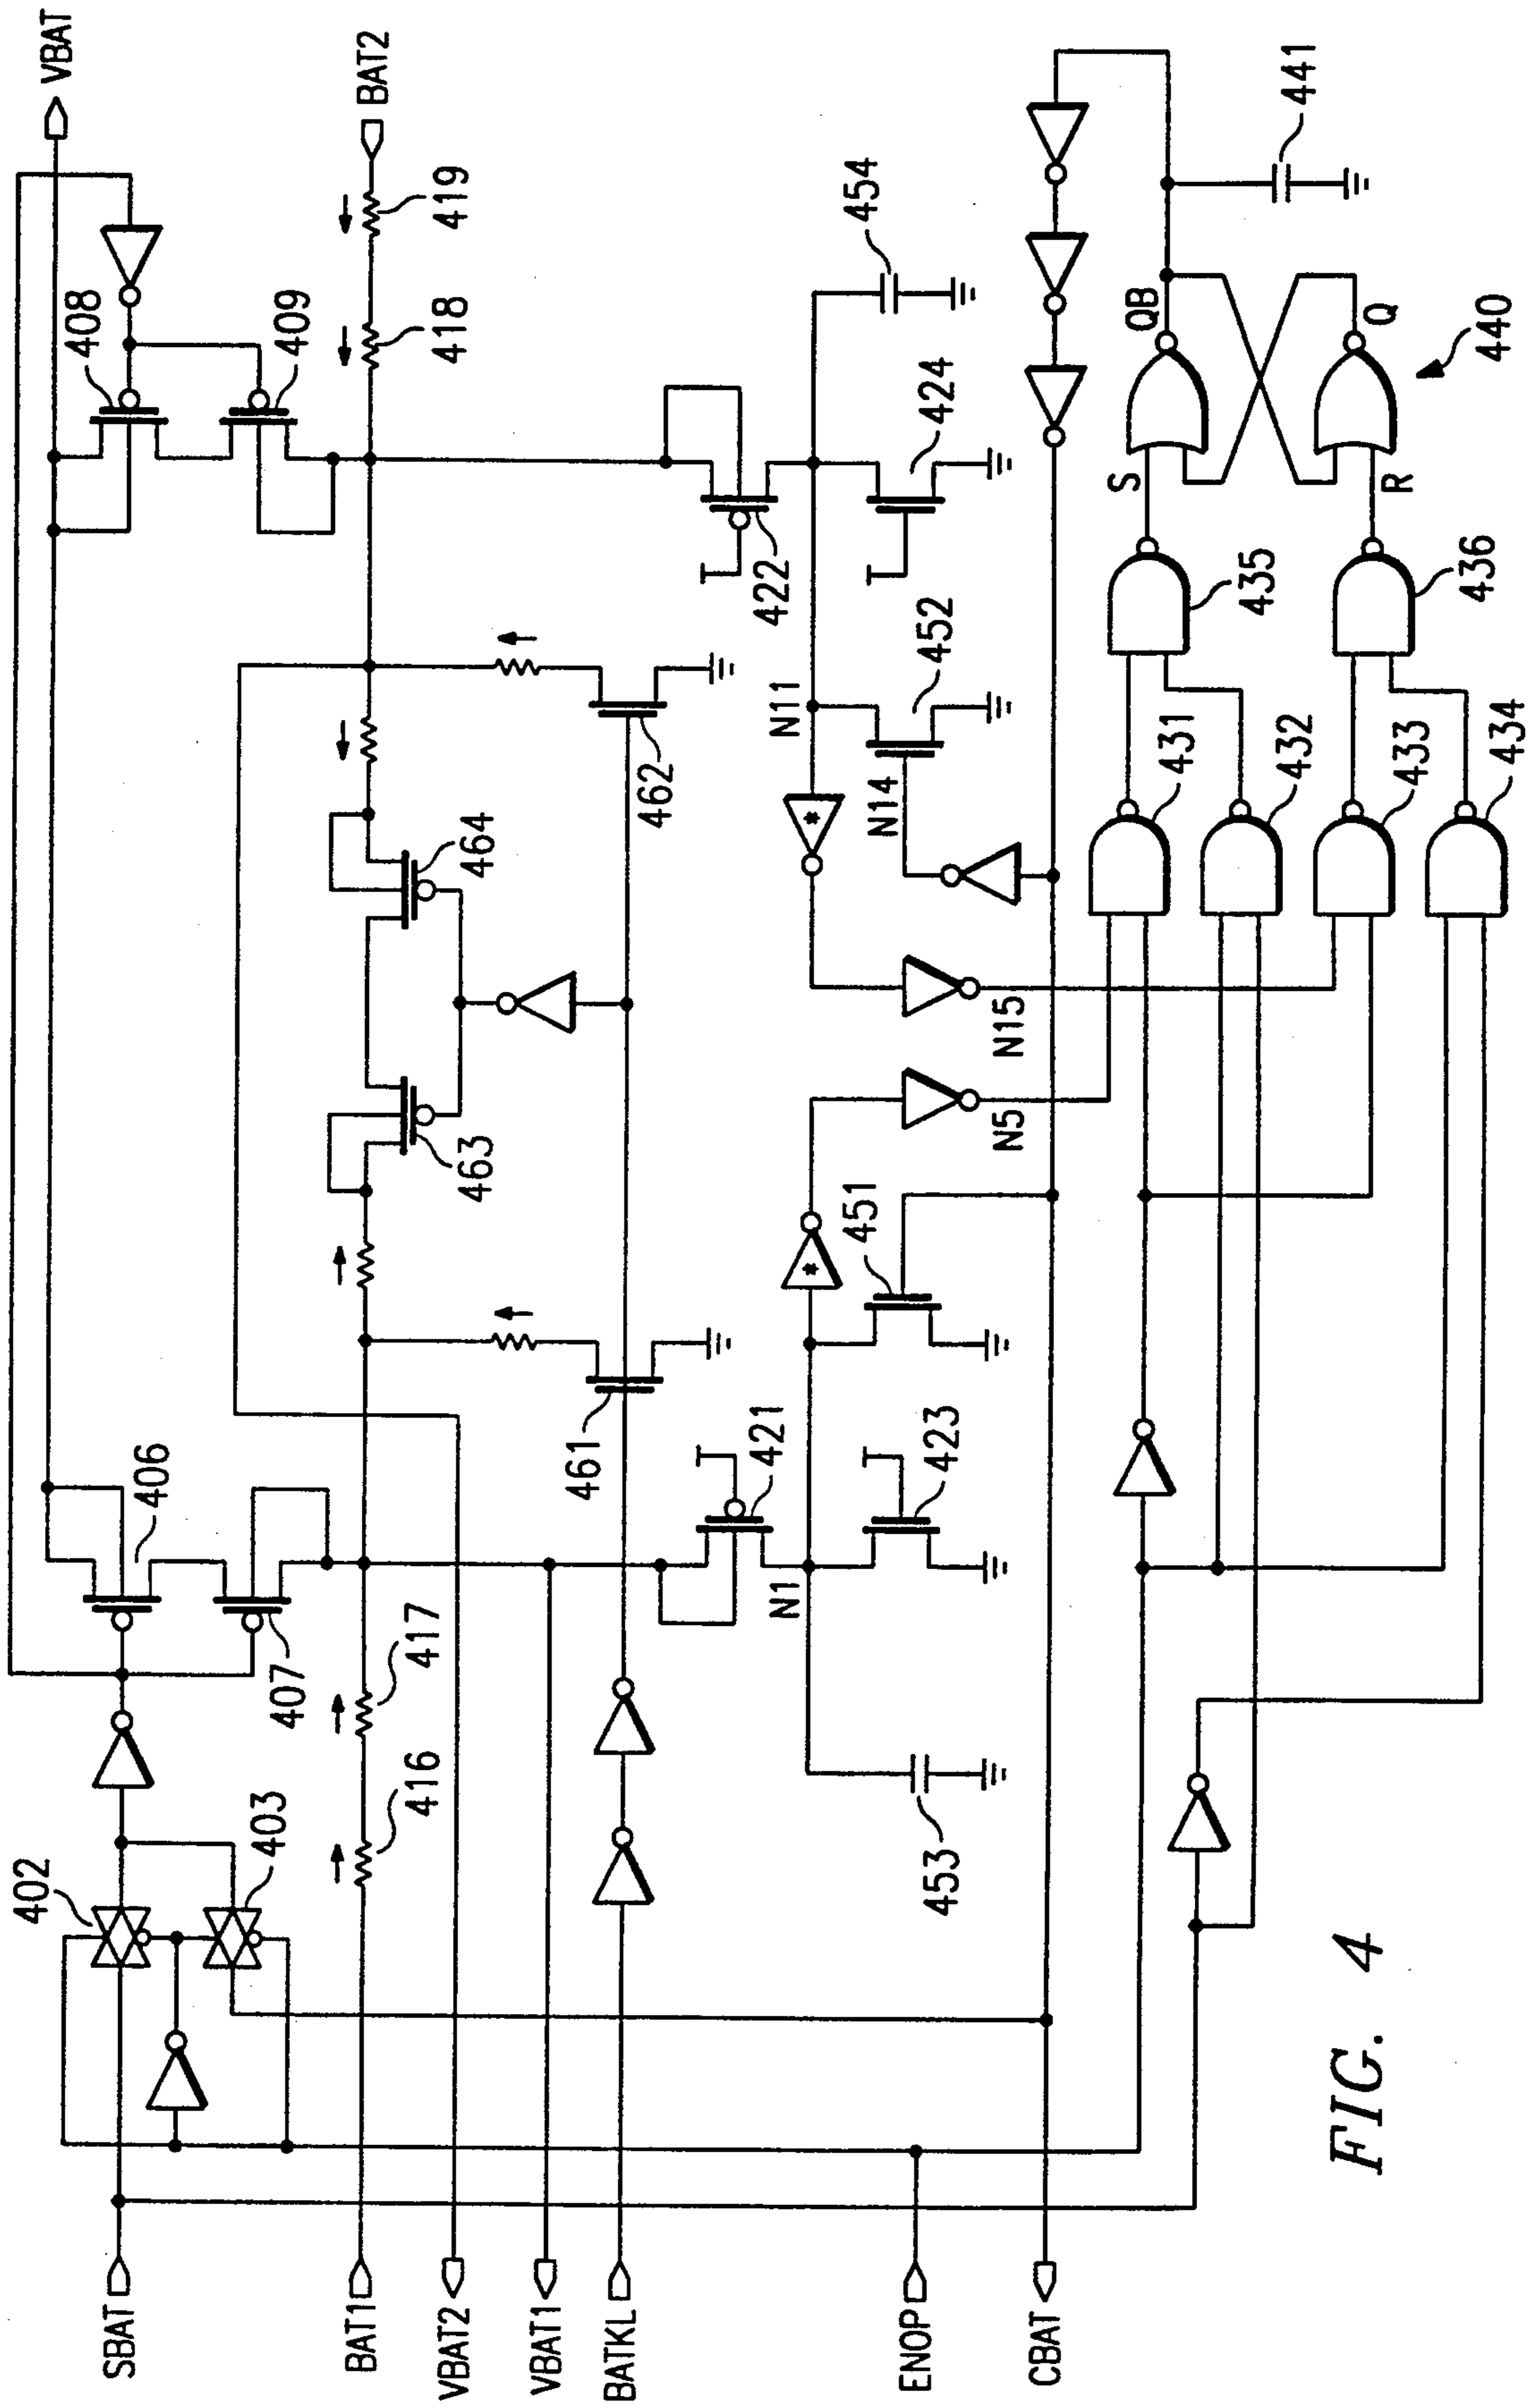 VBAT
BAT2
408
409
418
419
406
407
402
403
464
463
462
461
417
416
422
454
424
452
N11
N14
421
423
451
N1
N5
N15
453
*
*
441
QB
Q
440
S
R
435
436
431
432
433
434
SBAT
BAT1
VBAT2
VBAT1
BATKL
ENOP
CBAT
FIG. 4